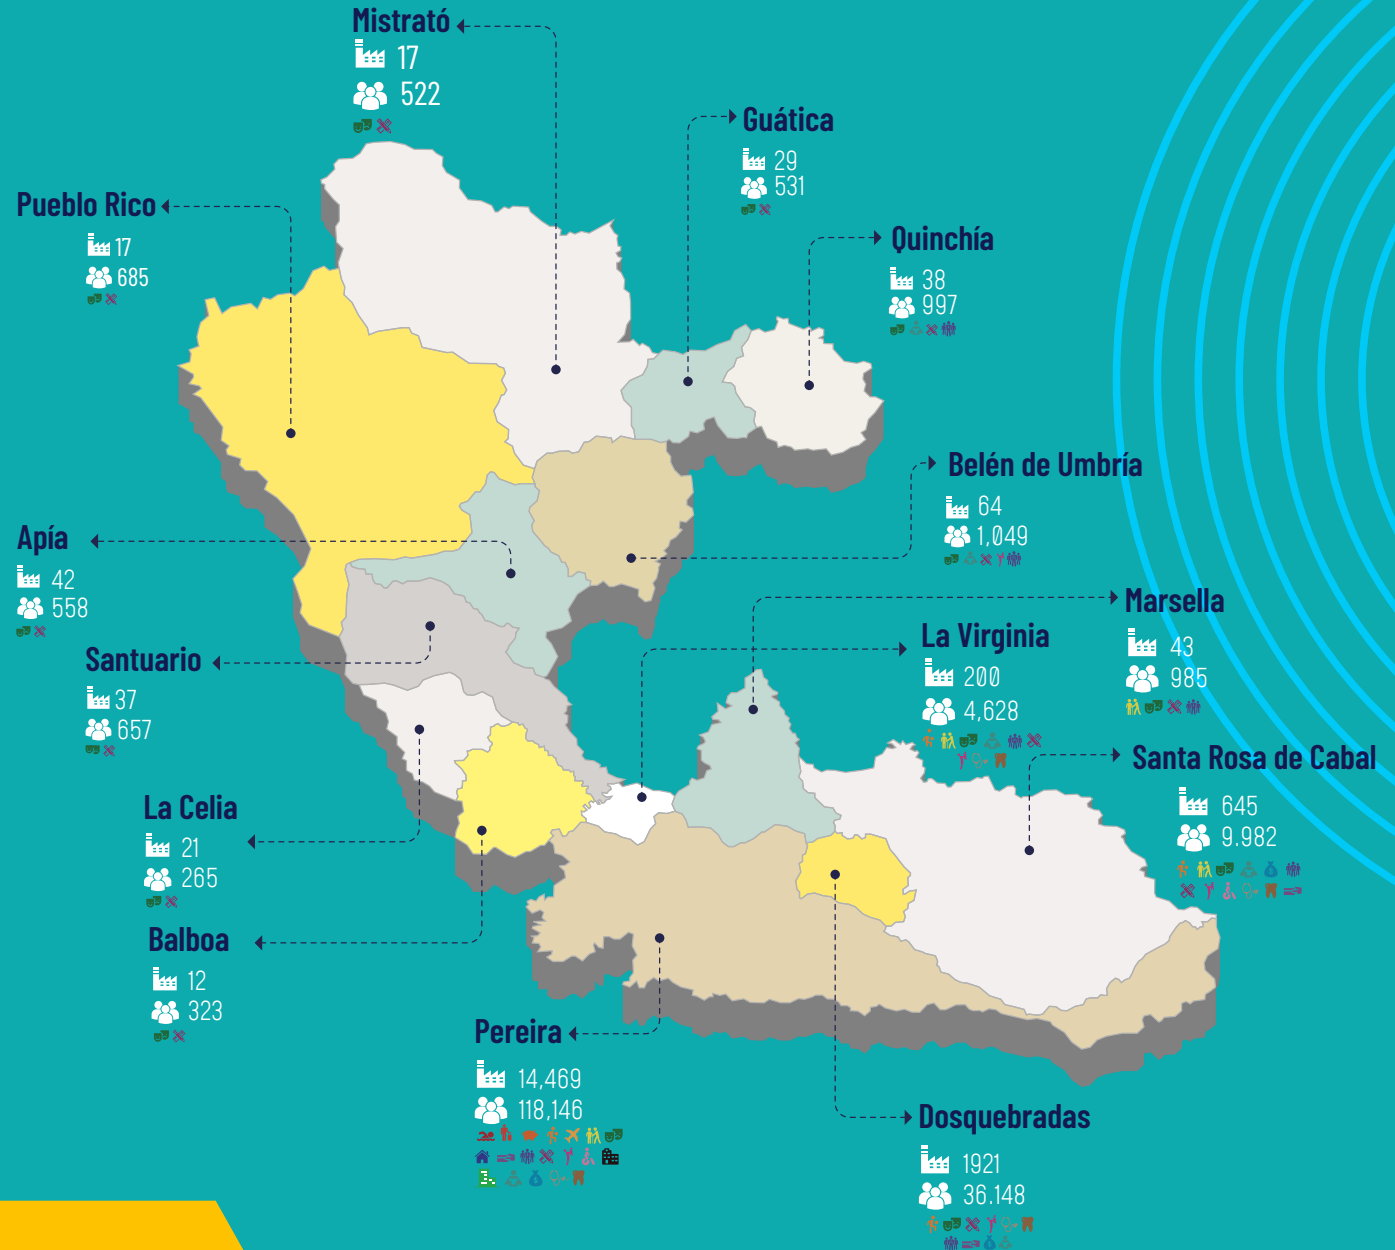 Mistrató
17
522
Guática
29
531
Pueblo Rico
17
685
Quinchía
38
997
Belén de Umbría
64
1,049
Apía
42
558
Marsella
43
985
La Virginia
200
4,628
Santuario
37
657
Santa Rosa de Cabal
645
9.982
La Celia
21
265
Balboa
12
323
Pereira
14,469
118,146
Dosquebradas
1921
36.148